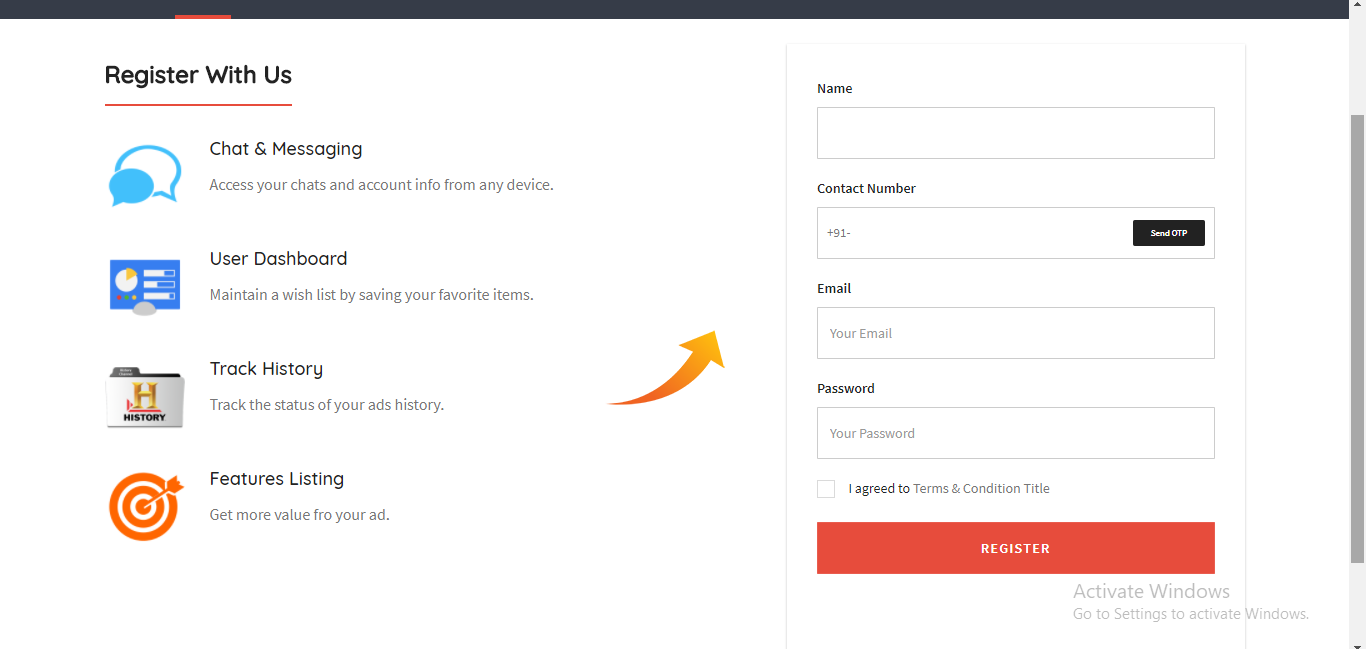 Register With Us
Chat & Messaging
Access your chats and account info from any device.
User Dashboard
Maintain a wish list by saving your favorite items.
H
HISTORY
Track History
Track the status of your ads history.
Features Listing
Get more value fro your ad.
Name
Contact Number
+91-
Send OTP
Email
Your Email
Password
Your Password
I agreed to Terms & Condition Title
REGISTER
Activate Windows
Go to Settings to activate Windows.